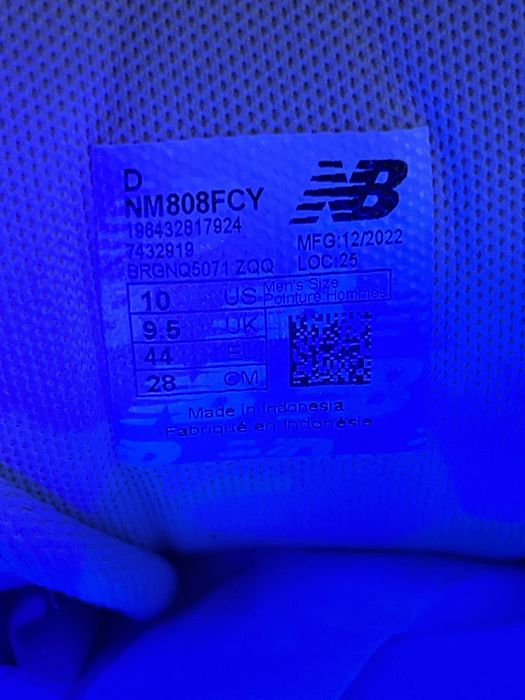 D
NM808FCY
NB
196432817924
7432919
MFG:12/2022
BRGNQ5071 ZQQ
LOC:25
10 US Men's Size
Pointure Hommes
9.5 UK
44
28 CM
Made in Indonesia
Fabriqué en Indonésie